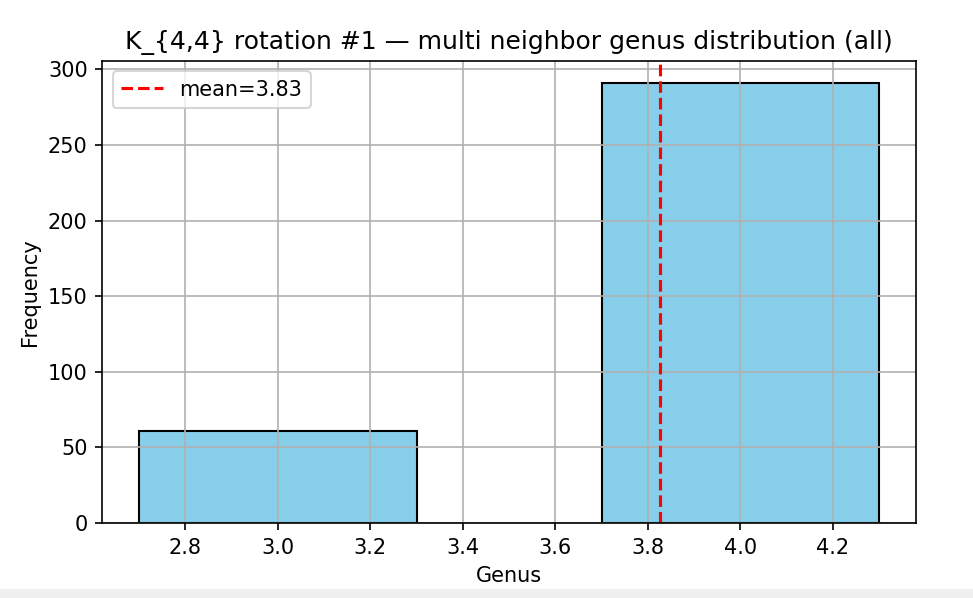 K_{4,4} rotation #1 — multi neighbor genus distribution (all)
mean=3.83
300
250
200
150
100
50
0
Frequency
2.8 3.0 3.2 3.4 3.6 3.8 4.0 4.2
Genus